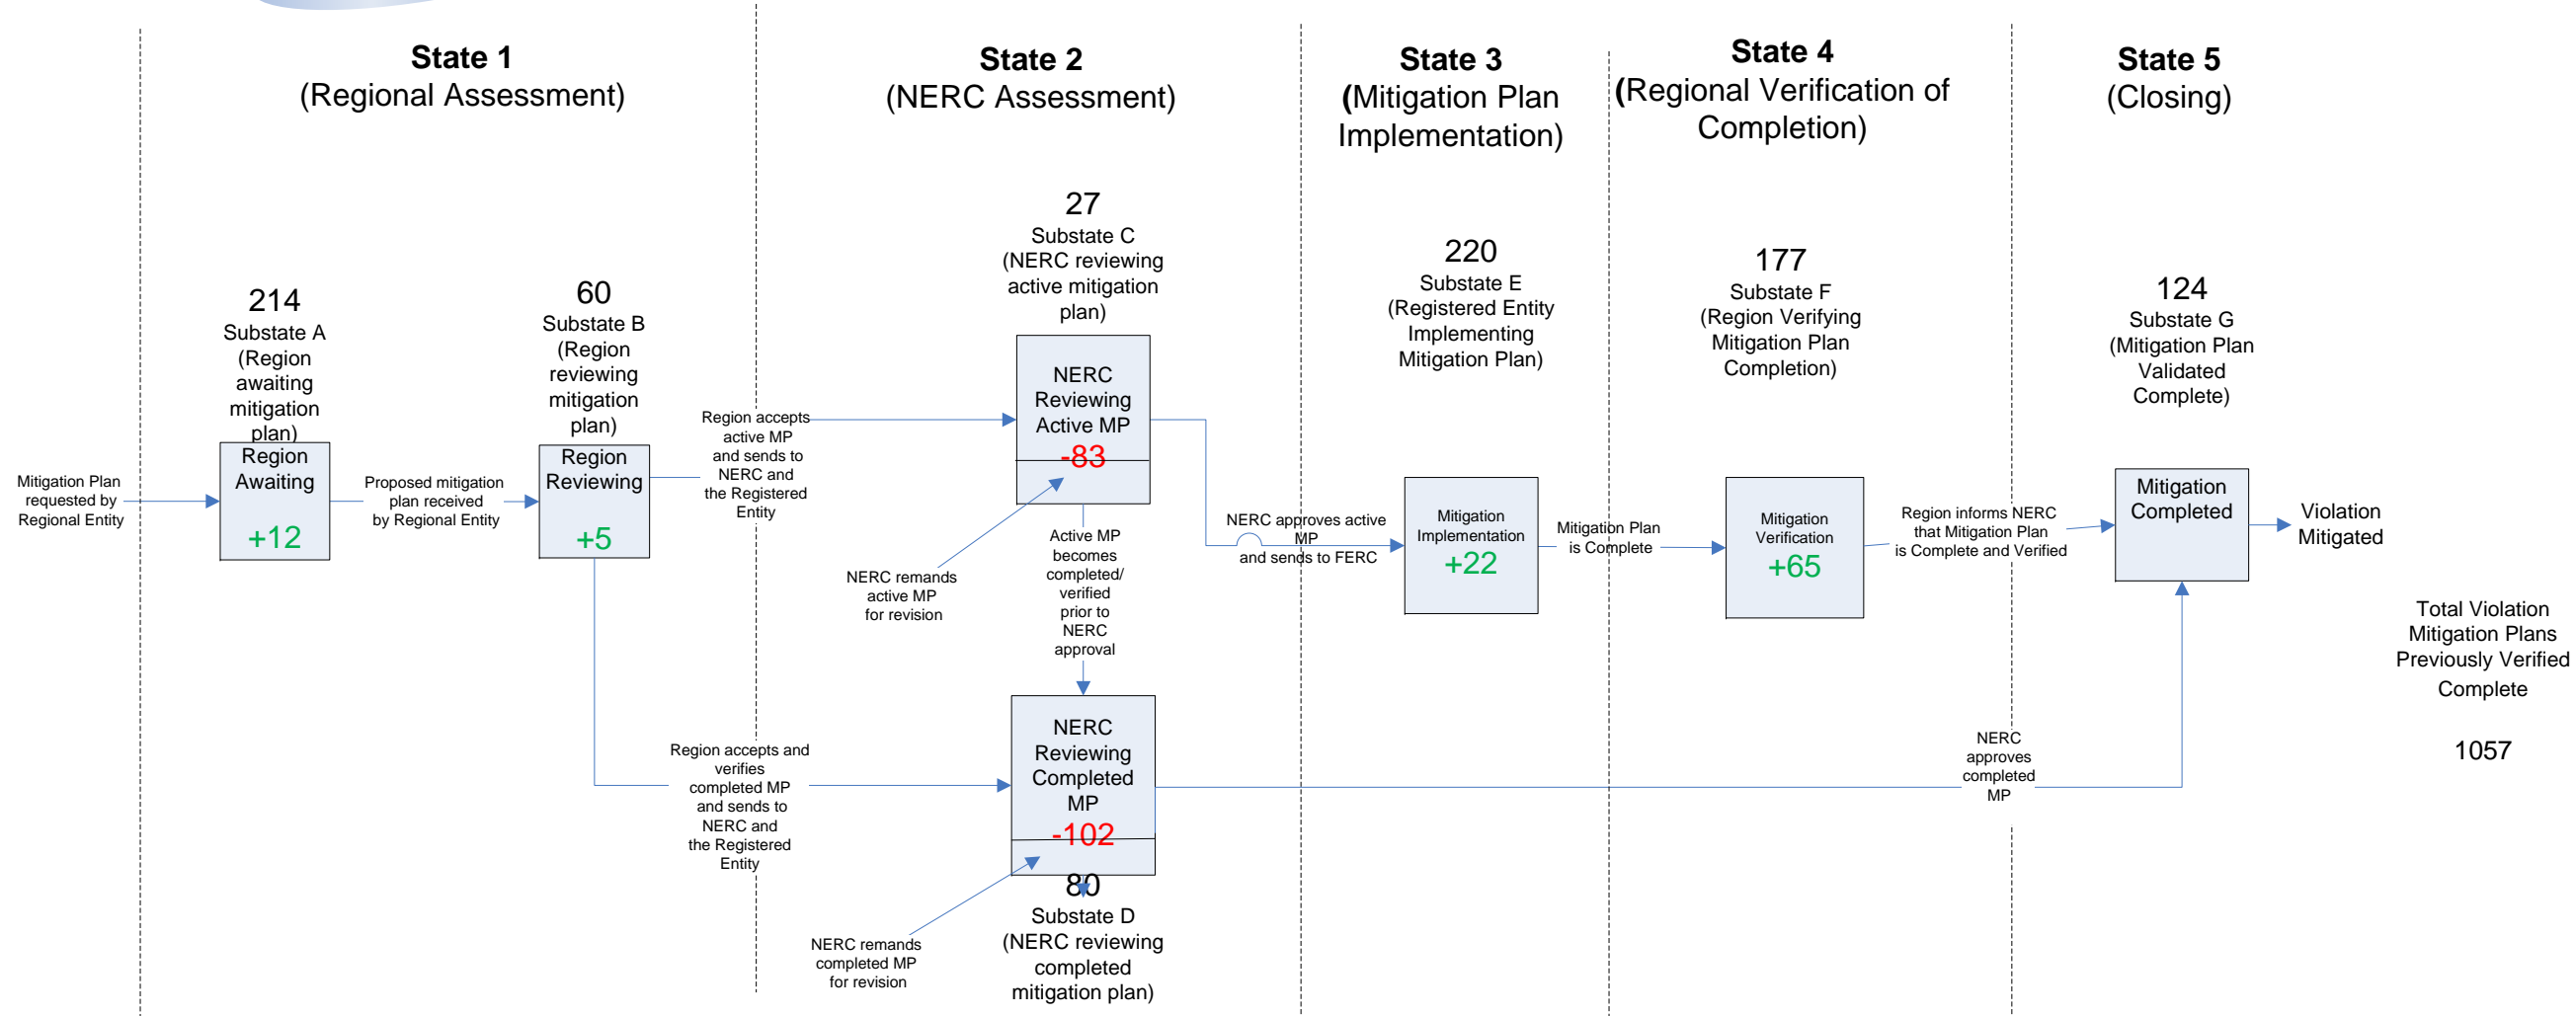 State 1
(Regional Assessment)
State 2
(NERC Assessment)
State 3
(Mitigation Plan
Implementation)
State 4
(Regional Verification of
Completion)
State 5
(Closing)
Mitigation Plan
requested by
Regional Entity
214
Substate A
(Region
awaiting
mitigation
plan)
Region
Awaiting
+12
Proposed mitigation
plan received
by Regional Entity
60
Substate B
(Region
reviewing
mitigation
plan)
Region
Reviewing
+5
Region accepts
active MP
and sends to
NERC and
the Registered
Entity
Region accepts and
verifies
completed MP
and sends to
NERC and
the Registered
Entity
27
Substate C
(NERC reviewing
active mitigation
plan)
NERC
Reviewing
Active MP
-83
NERC remands
active MP
for revision
Active MP
becomes
completed/
verified
prior to
NERC
approval
NERC
Reviewing
Completed
MP
-102
80
Substate D
(NERC reviewing
completed
mitigation plan)
NERC remands
completed MP
for revision
NERC approves active
MP
and sends to FERC
220
Substate E
(Registered Entity
Implementing
Mitigation Plan)
Mitigation
Implementation
+22
Mitigation Plan
is Complete
177
Substate F
(Region Verifying
Mitigation Plan
Completion)
Mitigation
Verification
+65
Region informs NERC
that Mitigation Plan
is Complete and Verified
NERC
approves
completed
MP
124
Substate G
(Mitigation Plan
Validated
Complete)
Mitigation
Completed
Violation
Mitigated
Total Violation
Mitigation Plans
Previously Verified
Complete
1057